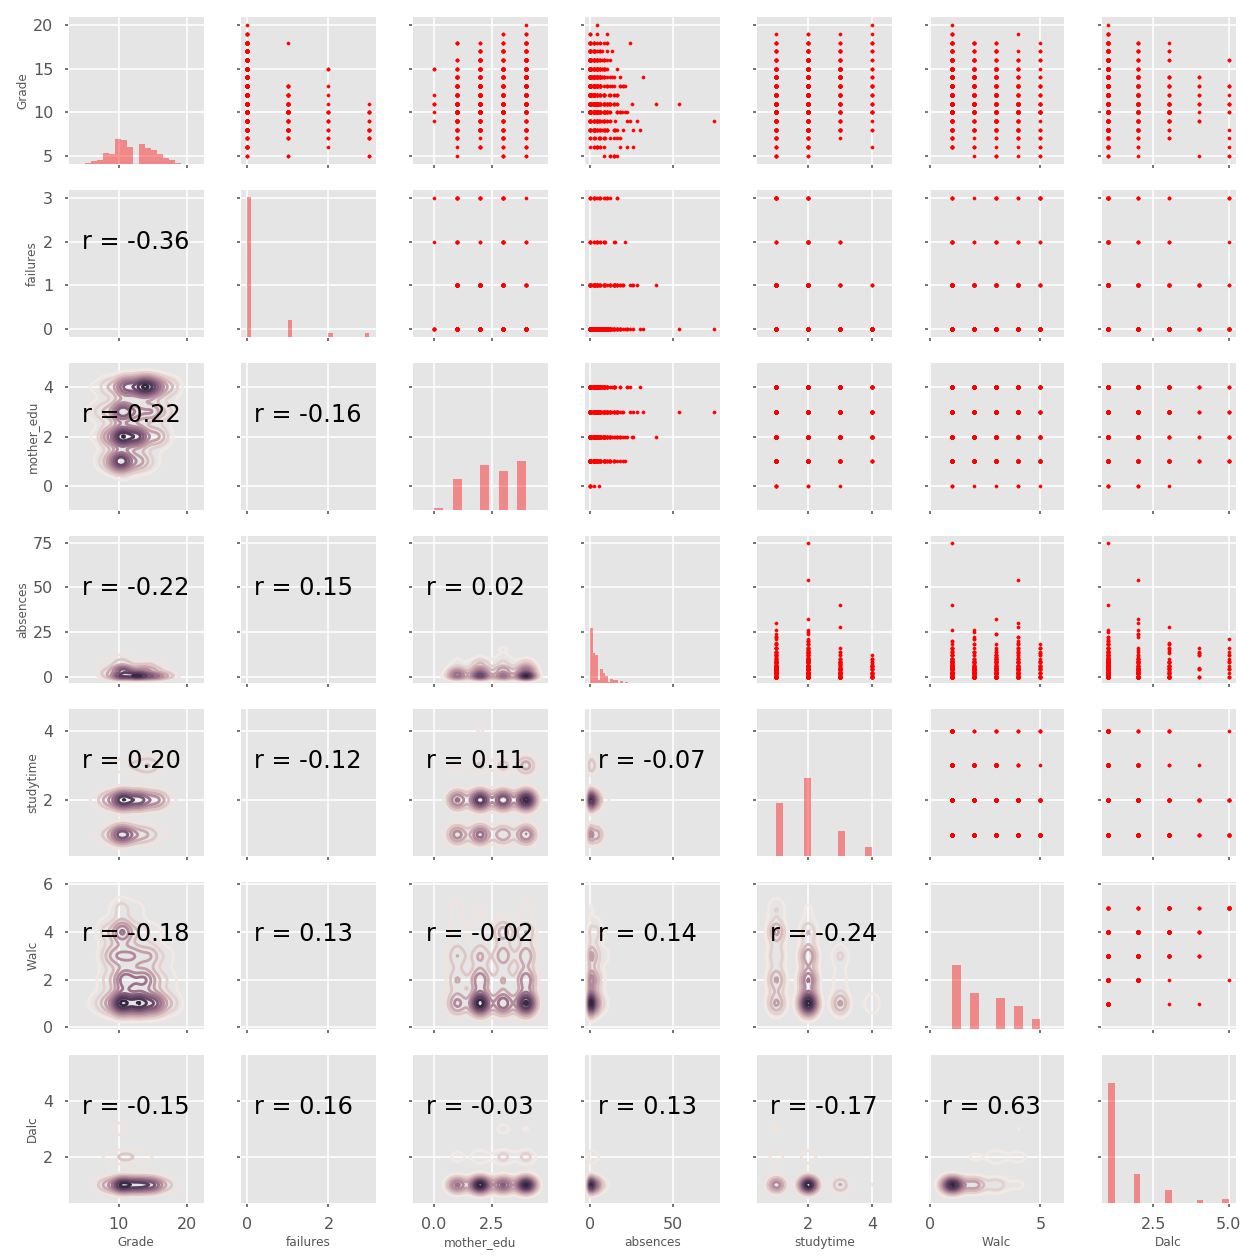 20
15
10
5
Grade
3
2
1
0
failures
r = -0.36
4
2
0
mother_edu
r = 0.22
r = -0.16
75
50
25
0
absences
r = -0.22
r = 0.15
r = 0.02
4
2
studytime
r = 0.20
r = -0.12
r = 0.11
r = -0.07
6
4
2
0
Walc
r = -0.18
r = 0.13
r = -0.02
r = 0.14
r = -0.24
4
2
Dalc
r = -0.15
r = 0.16
r = -0.03
r = 0.13
r = -0.17
r = 0.63
10 20 0 2 0.0 2.5 0 50 2 4 0 5 2.5 5.0
Grade failures mother_edu absences studytime Walc Dalc